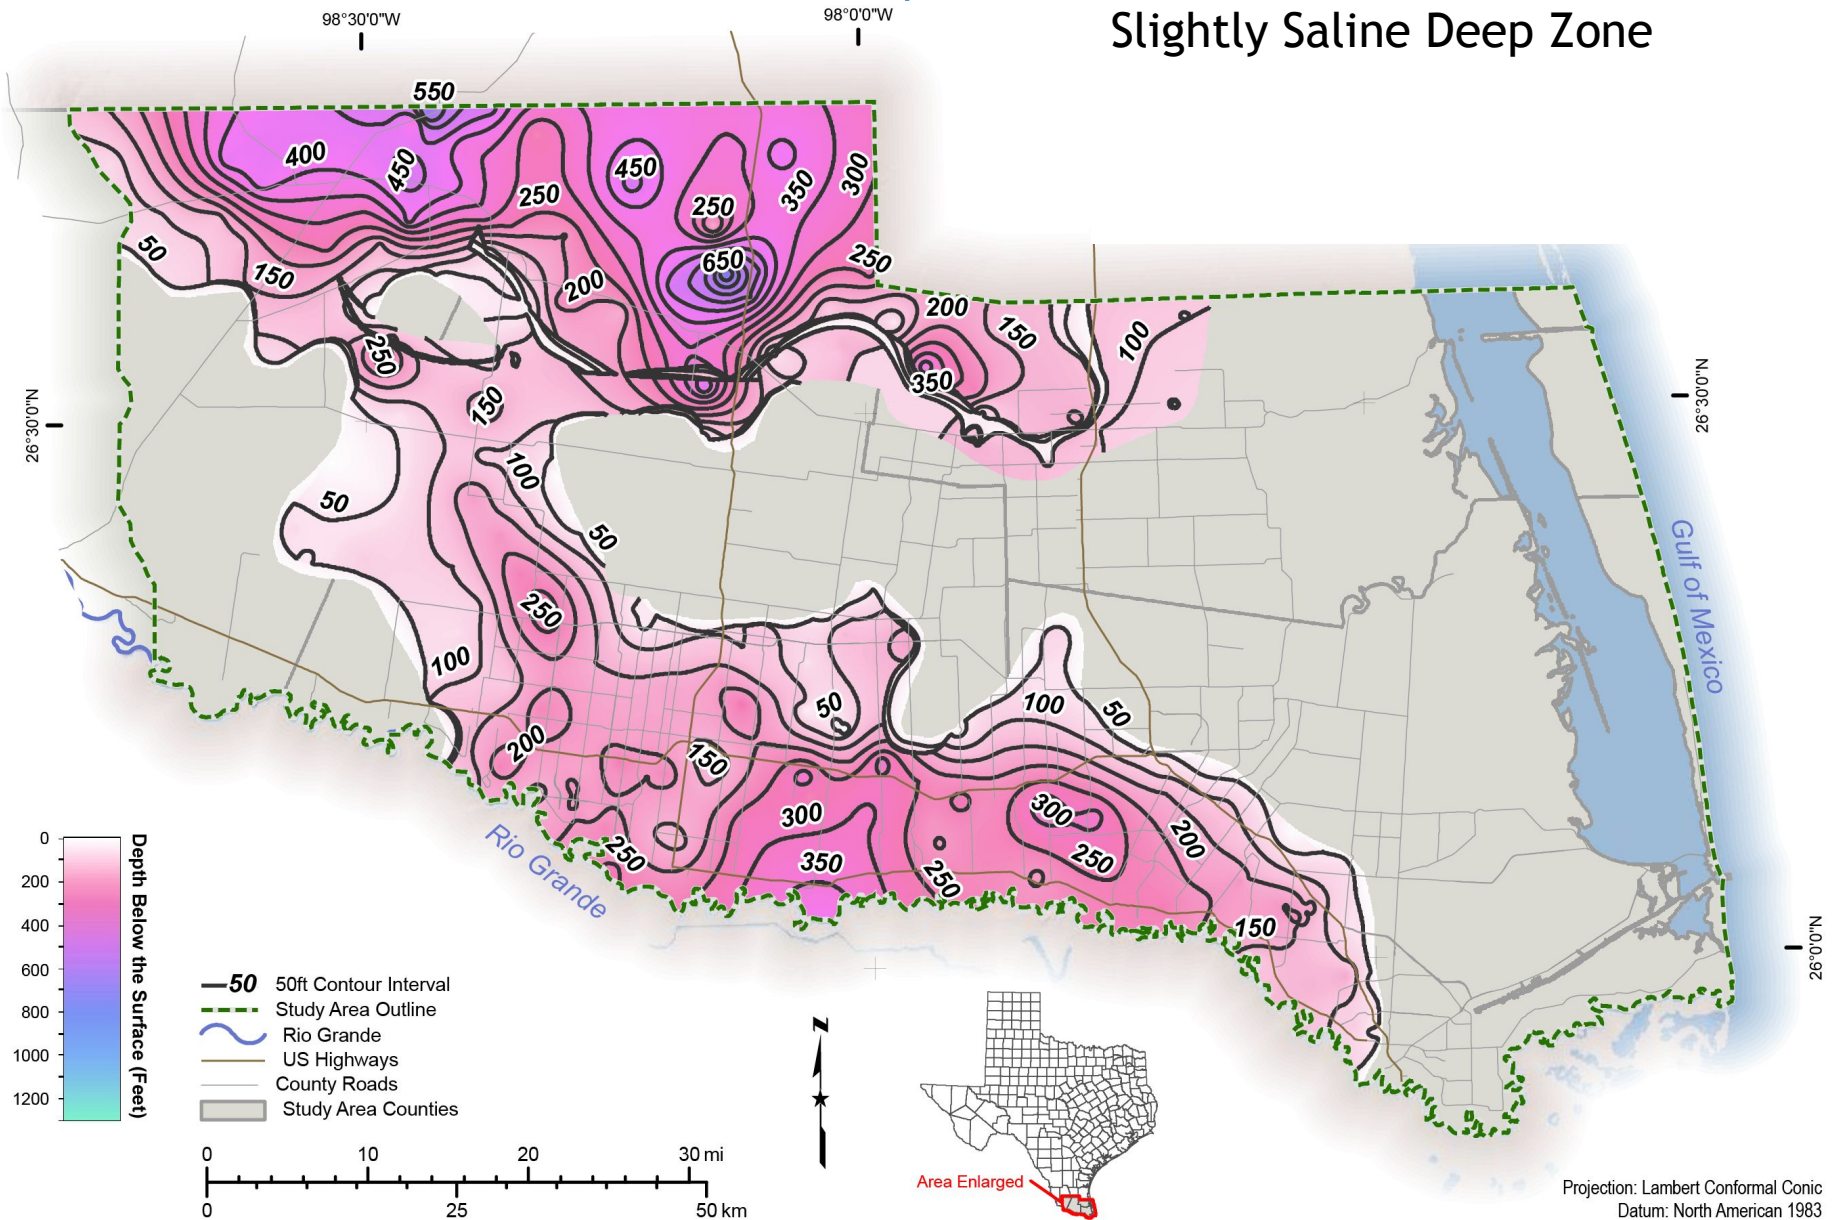 Slightly Saline Deep Zone
98°30'0"W
98°0'0"W
550
400
450
450
250
250
350
300
50
150
650
250
200
200
150
100
250
350
150
100
50
50
250
100
50
100
50
200
150
300
300
350
250
250
250
200
150
26°30'0"N
26°30'0"N
26°0'0"N
Gulf of Mexico
Rio Grande
0
200
400
600
800
1000
1200
Depth Below the Surface (Feet)
50 50ft Contour Interval
Study Area Outline
Rio Grande
US Highways
County Roads
Study Area Counties
0 10 20 30 mi
0 25 50 km
Z
Area Enlarged
Projection: Lambert Conformal Conic
Datum: North American 1983